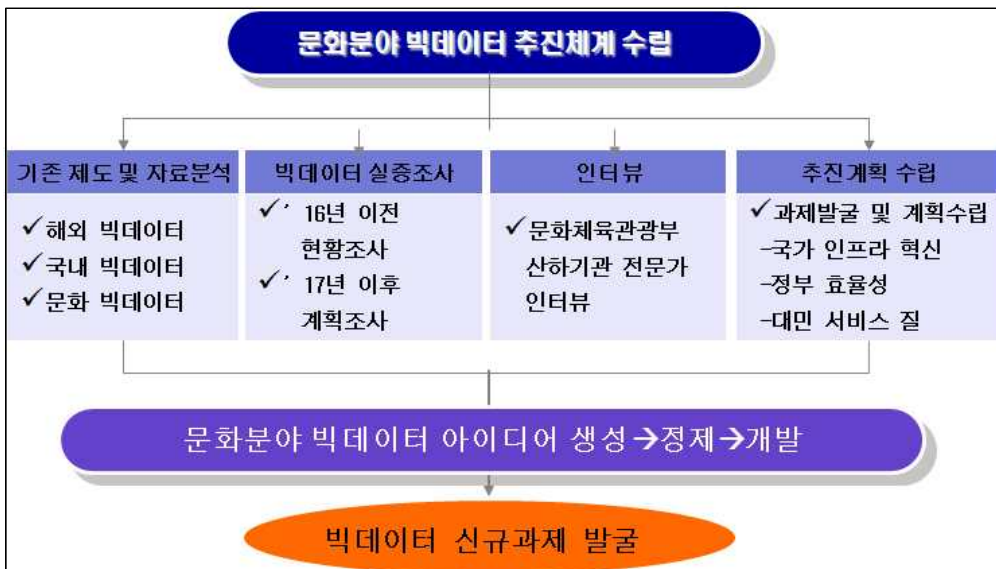 문화분야 빅데이터 추진체계 수립
기존 제도 및 자료분석
✓해외 빅데이터
✓국내 빅데이터
✓문화 빅데이터
빅데이터 실증조사
✓’ 16년 이전
현황조사
✓’ 17년 이후
계획조사
인터뷰
✓문화체육관광부
산하기관 전문가
인터뷰
추진계획 수립
✓과제발굴 및 계획수립
-국가 인프라 혁신
-정부 효율성
-대민 서비스 질
문화분야 빅데이터 아이디어 생성→정제→개발
빅데이터 신규과제 발굴